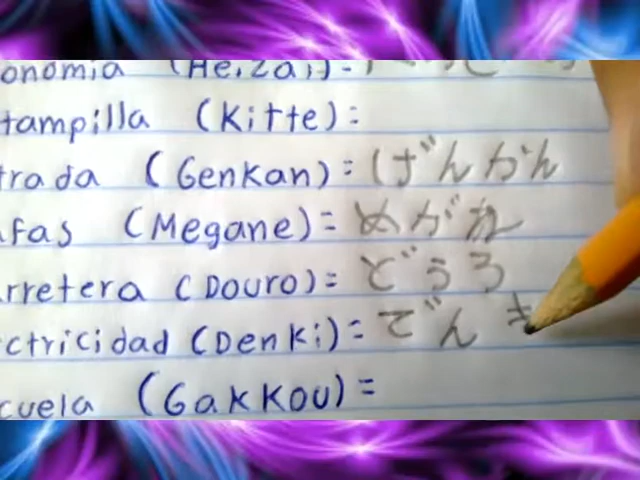 onomia (Heizai)=
tampilla (Kitte)=
trada (Genkan)= げんかん
fas (Megane)= めがね
rretera (Douro)= どうろ
ctricidad (Denki)= でんき
cuela (Gakkou)=